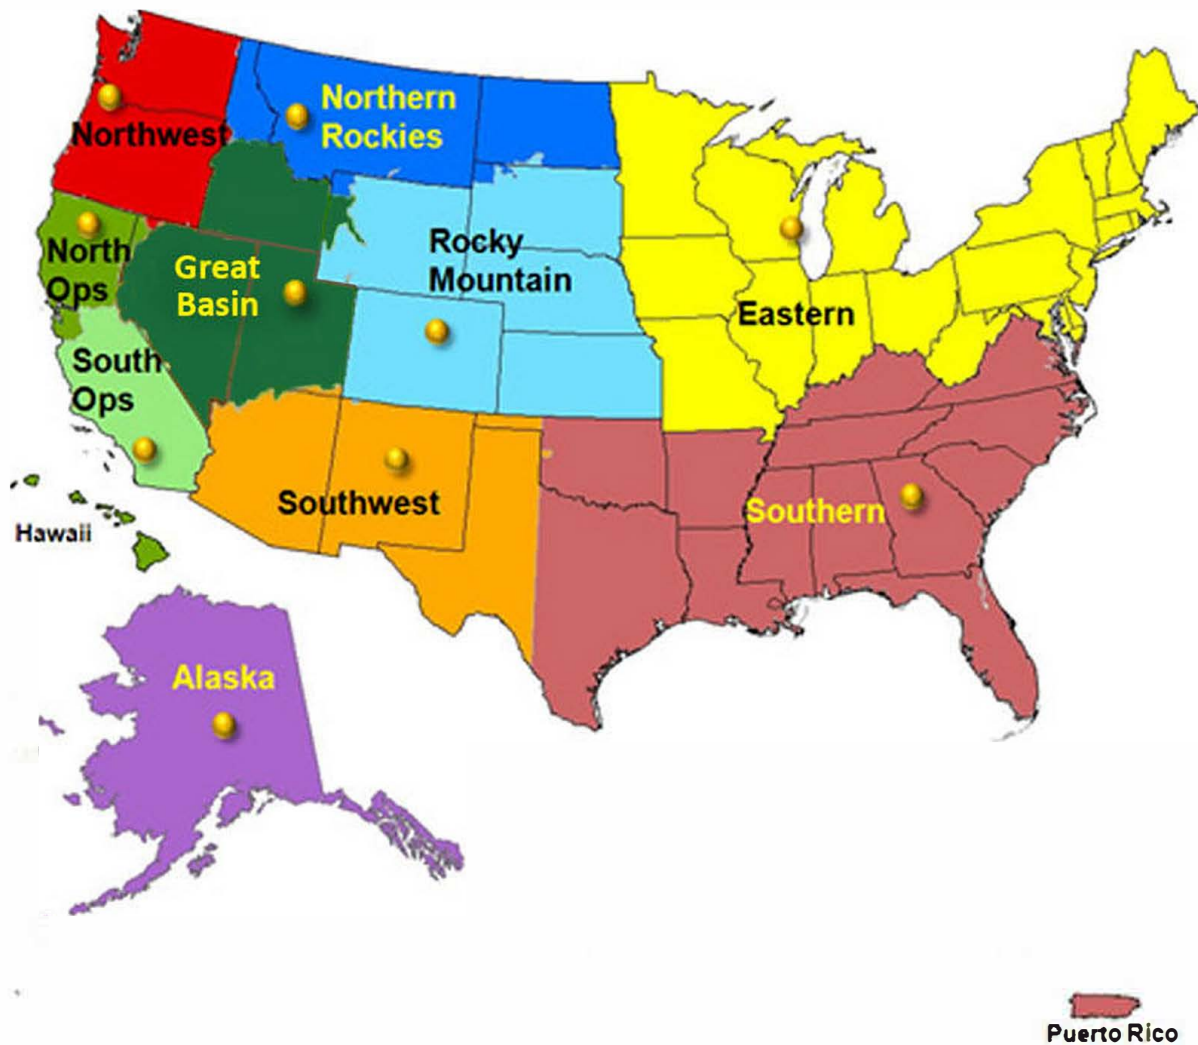 Northern
Rockies
Northwest
North
Ops
Great
Basin
Rocky
Mountain
Eastern
South
Ops
Southwest
Southern
Hawaii
Alaska
Puerto Rico